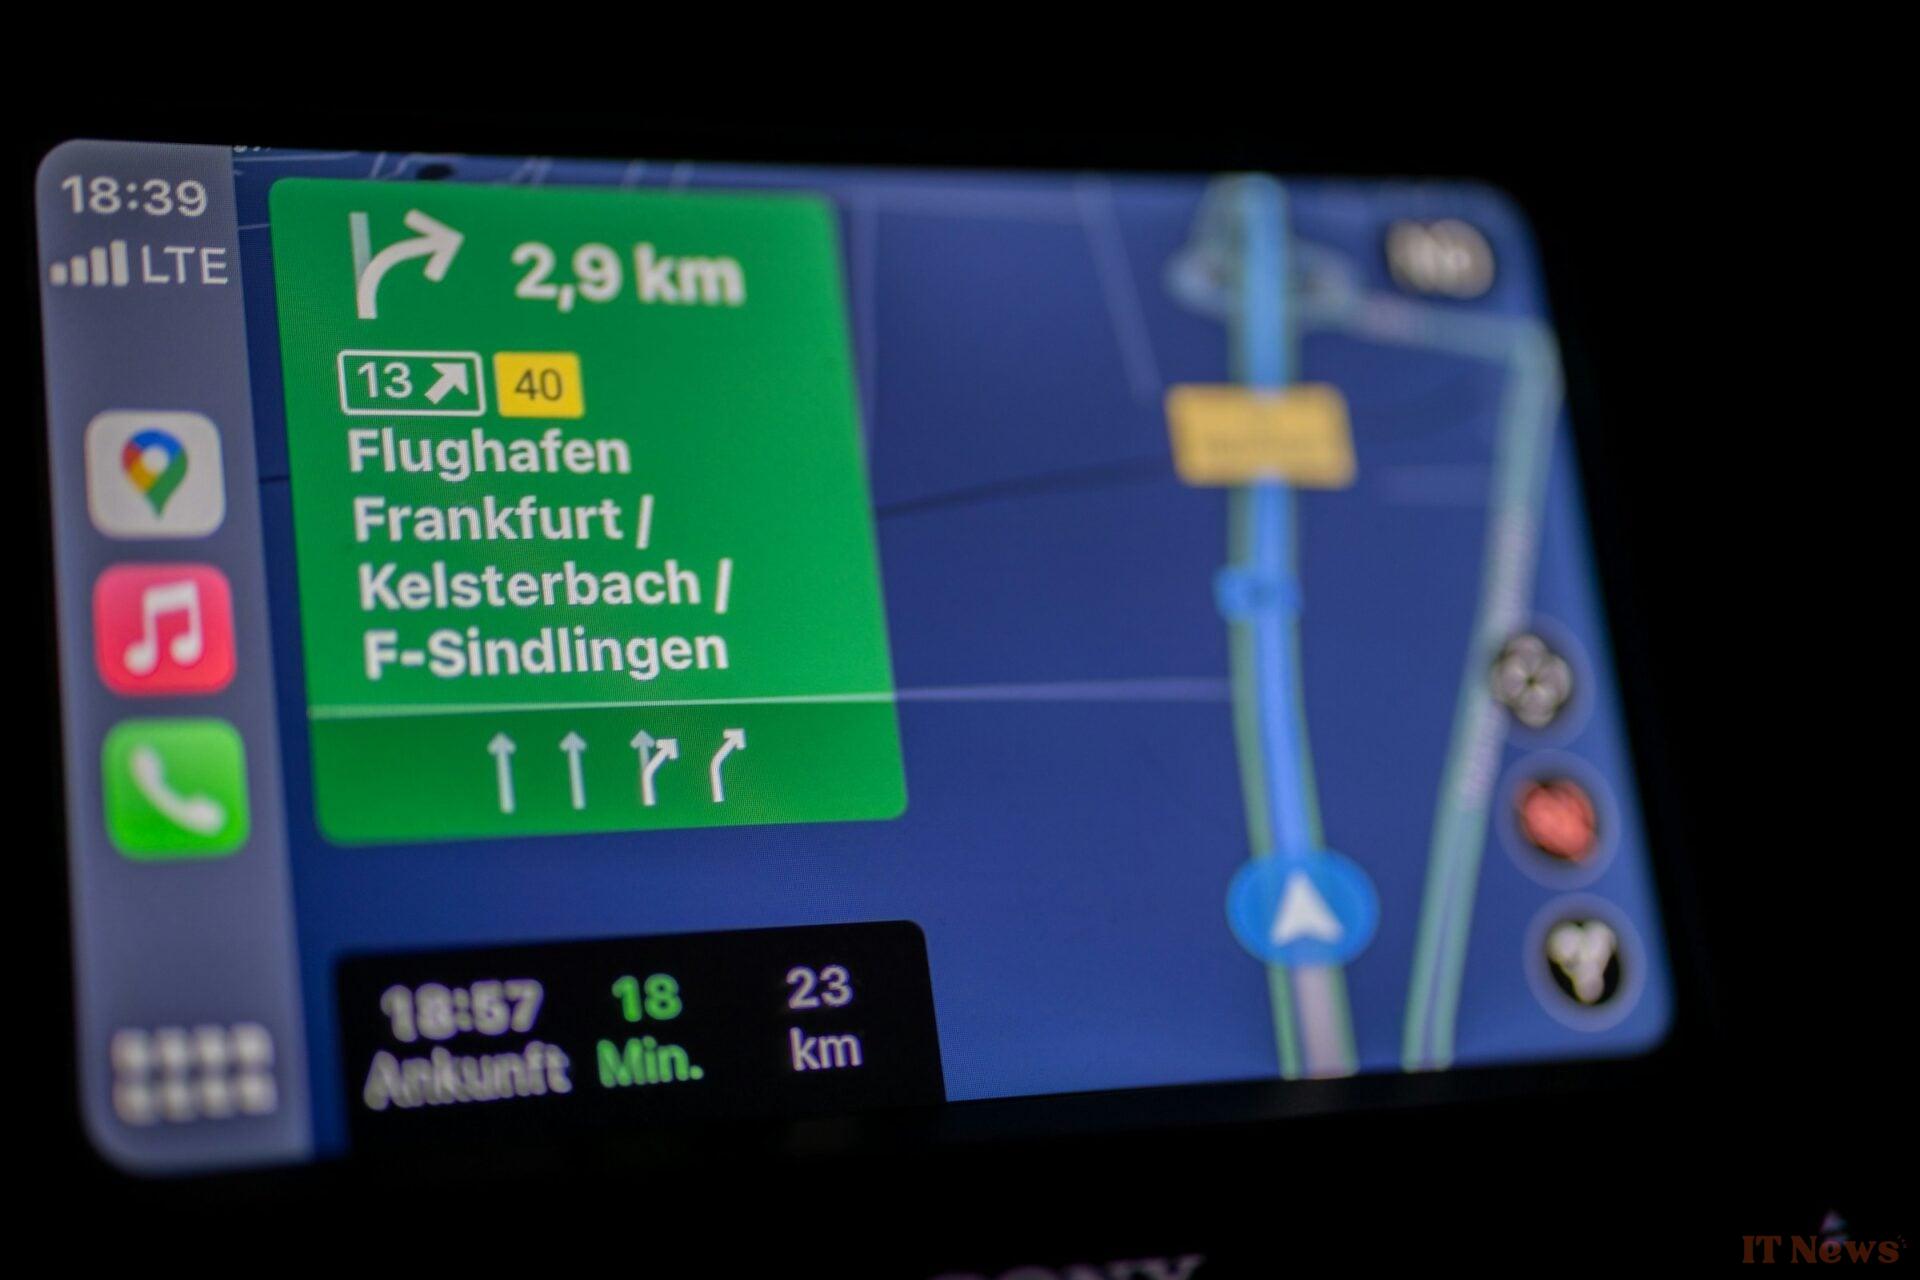 18:39
LTE
2,9 km
13 40
Flughafen
Frankfurt /
Kelsterbach /
F-Sindlingen
18:57 18 23
Ankunft Min. km
SONY
IT News